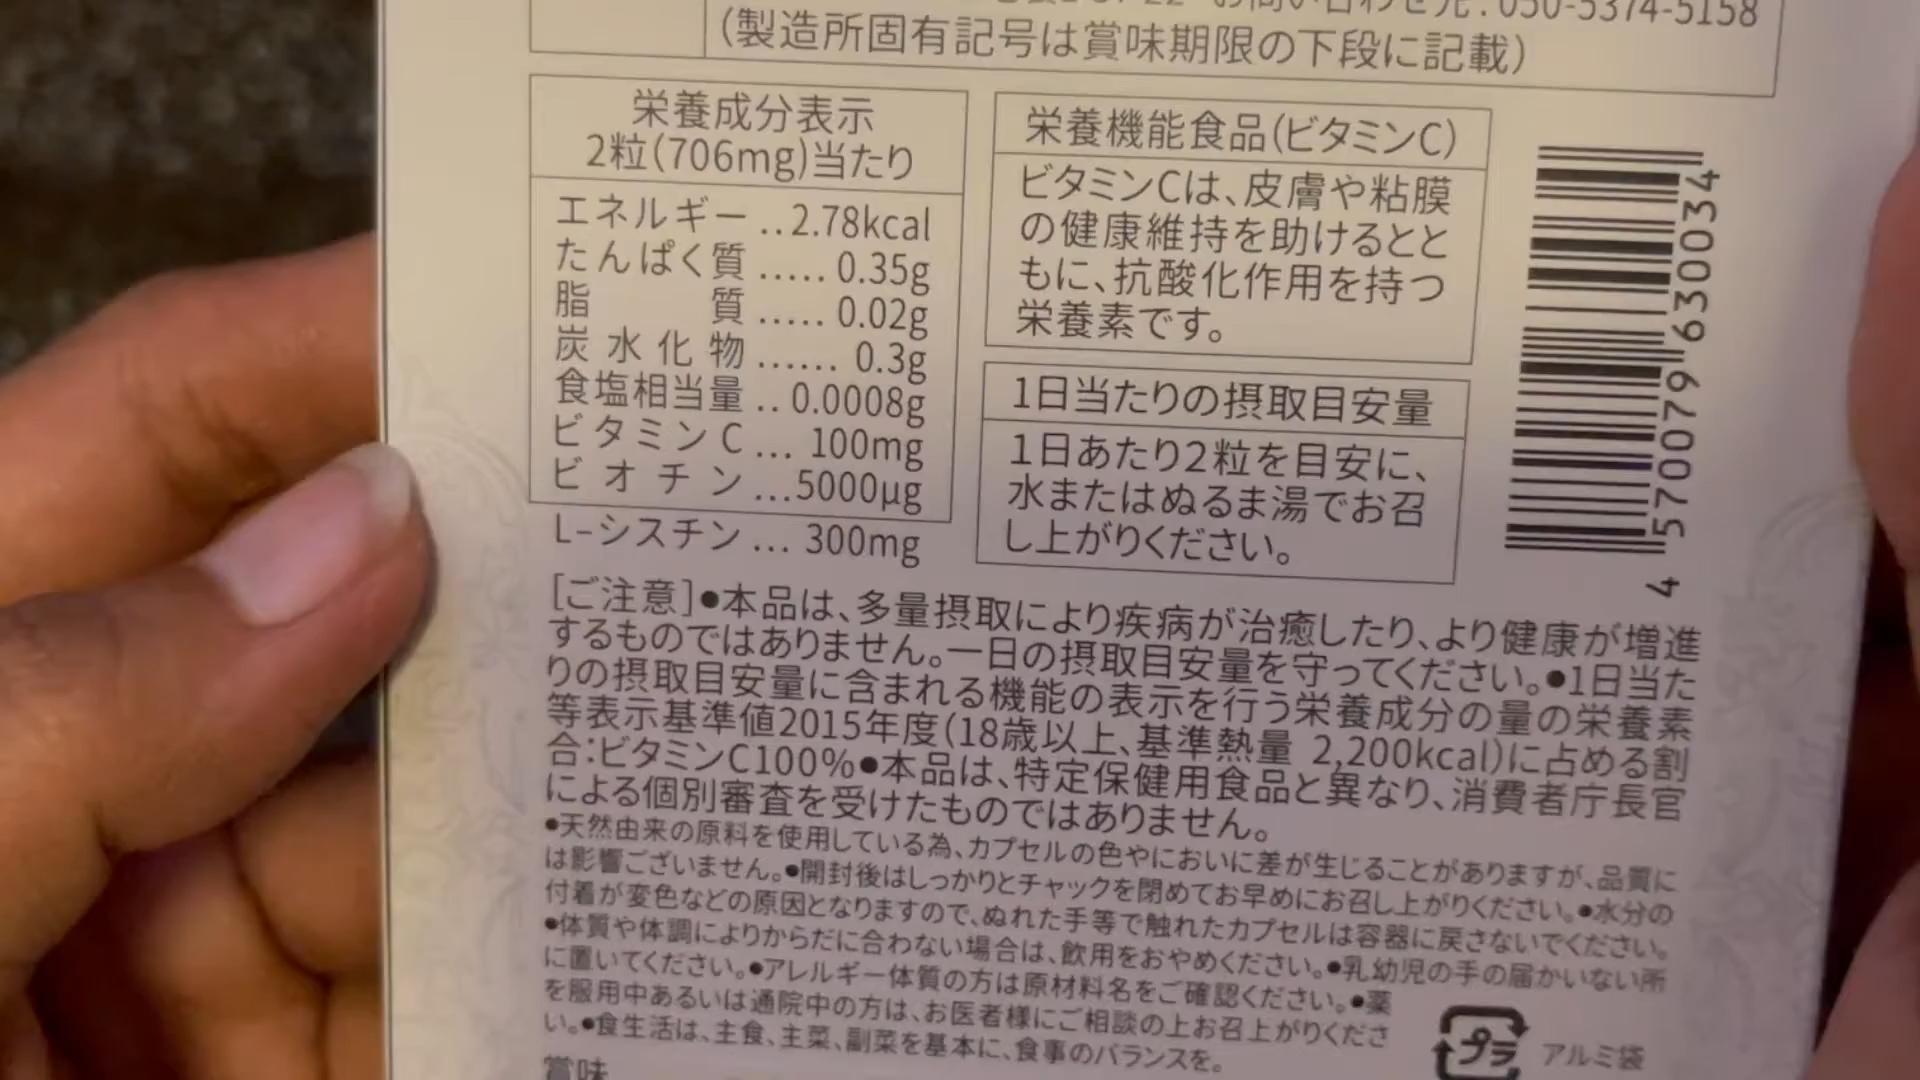 お問い合わせ先:050-5374-5158
(製造所固有記号は賞味期限の下段に記載)
栄養成分表示
2粒(706mg)当たり
エネルギー ..2.78kcal
たんぱく質 ..... 0.35g
脂質 ..... 0.02g
炭水化物 ...... 0.3g
食塩相当量 .. 0.0008g
ビタミンC ... 100mg
ビオチン ...5000μg
L-シスチン ... 300mg
栄養機能食品(ビタミンC)
ビタミンCは、皮膚や粘膜
の健康維持を助けるとと
もに、抗酸化作用を持つ
栄養素です。
1日当たりの摂取目安量
1日あたり2粒を目安に、
水またはぬるま湯でお召
し上がりください。
4 570079 630034
[ご注意]●本品は、多量摂取により疾病が治癒したり、より健康が増進
するものではありません。一日の摂取目安量を守ってください。●1日当た
りの摂取目安量に含まれる機能の表示を行う栄養成分の量の栄養素
等表示基準値2015年度(18歳以上、基準熱量 2,200kcal)に占める割
合:ビタミンC100%●本品は、特定保健用食品と異なり、消費者庁長官
による個別審査を受けたものではありません。
●天然由来の原料を使用している為、カプセルの色やにおいに差が生じることがありますが、品質に
は影響ございません。●開封後はしっかりとチャックを閉めてお早めにお召し上がりください。●水分の
付着が変色などの原因となりますので、ぬれた手等で触れたカプセルは容器に戻さないでください。
●体質や体調によりからだに合わない場合は、飲用をおやめください。●乳幼児の手の届かない所
に置いてください。●アレルギー体質の方は原材料名をご確認ください。●薬
を服用中あるいは通院中の方は、お医者様にご相談の上お召上がりくださ
い。●食生活は、主食、主菜、副菜を基本に、食事のバランスを。
プラ アルミ袋
賞味